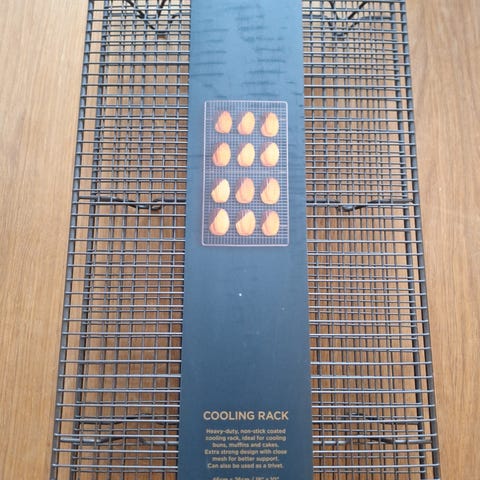 COOLING RACK
Heavy-duty, non-stick coated
cooling rack, ideal for cooling
buns, muffins and cakes.
Extra strong design with close
mesh for better support.
Can also be used as a trivet.